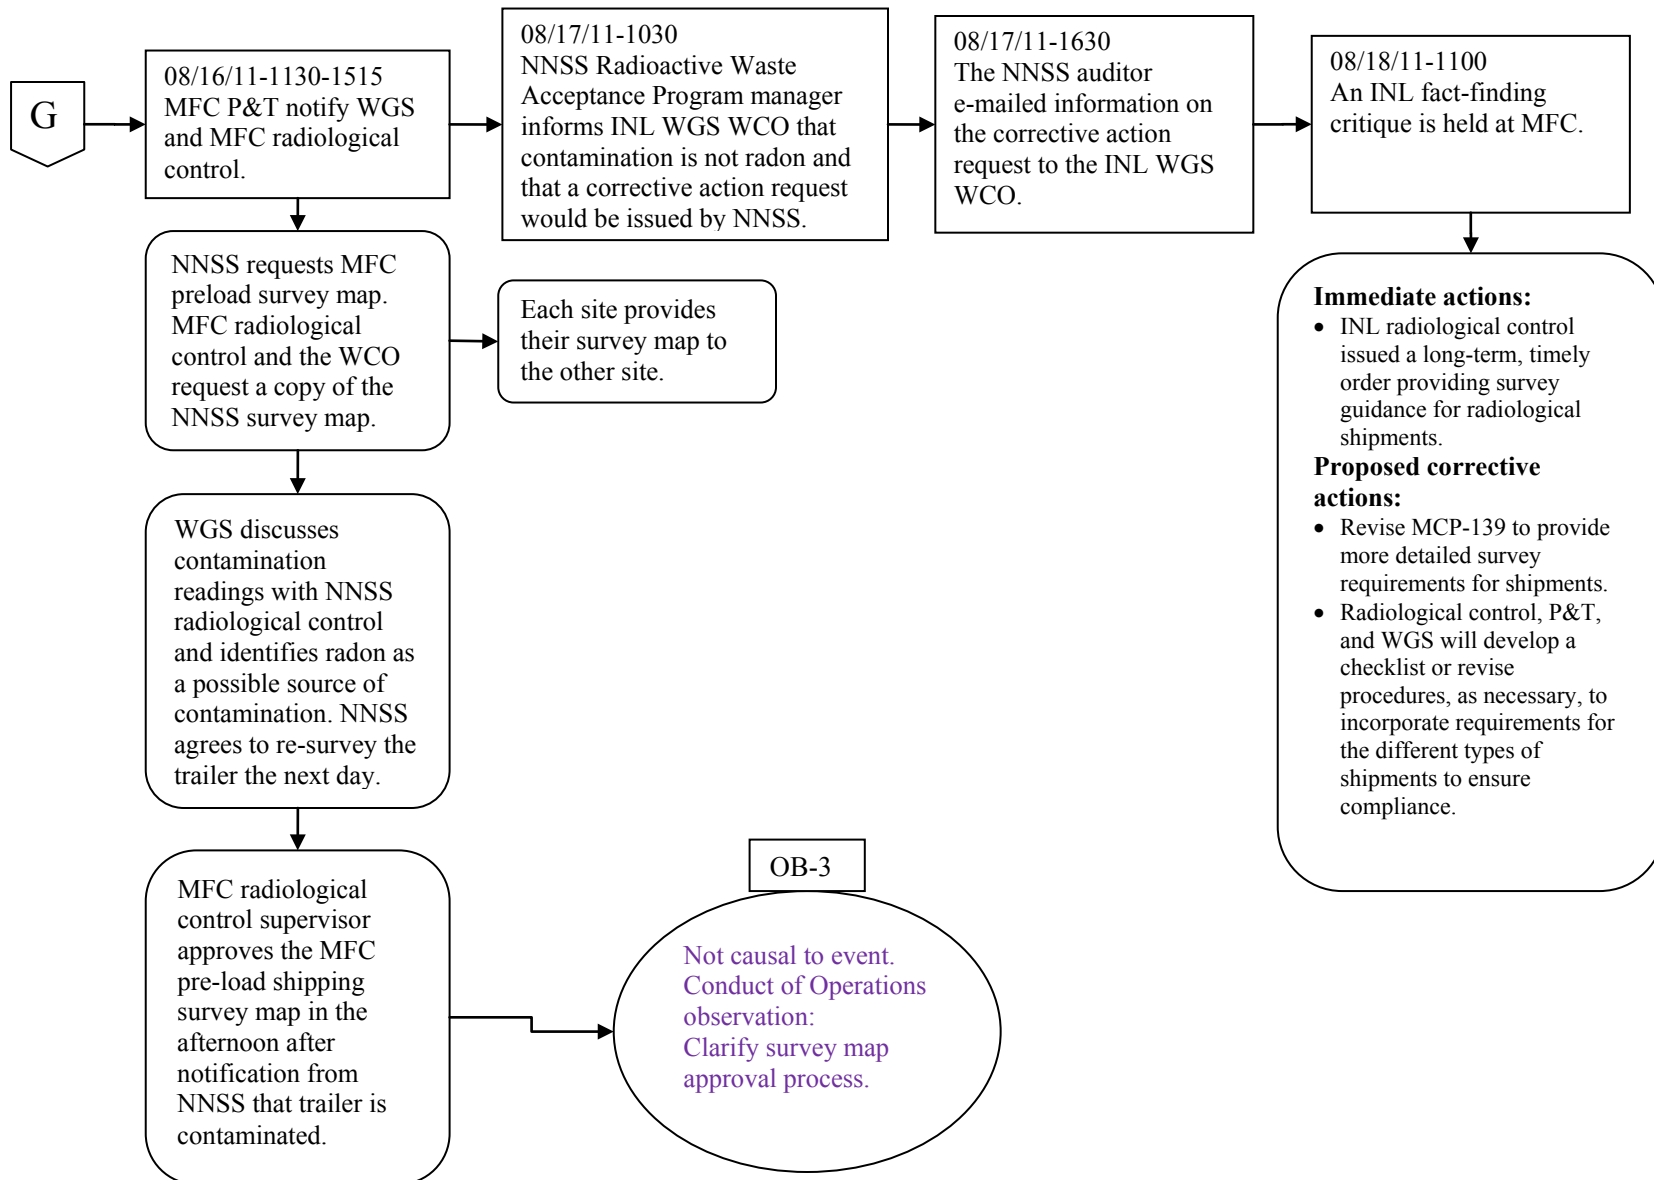 G
08/16/11-1130-1515
MFC P&T notify WGS
and MFC radiological
control.
08/17/11-1030
NNSS Radioactive Waste
Acceptance Program manager
informs INL WGS WCO that
contamination is not radon and
that a corrective action request
would be issued by NNSS.
08/17/11-1630
The NNSS auditor
e-mailed information on
the corrective action
request to the INL WGS
WCO.
08/18/11-1100
An INL fact-finding
critique is held at MFC.
NNSS requests MFC
preload survey map.
MFC radiological
control and the WCO
request a copy of the
NNSS survey map.
Each site provides
their survey map to
the other site.
WGS discusses
contamination
readings with NNSS
radiological control
and identifies radon as
a possible source of
contamination. NNSS
agrees to re-survey the
trailer the next day.
MFC radiological
control supervisor
approves the MFC
pre-load shipping
survey map in the
afternoon after
notification from
NNSS that trailer is
contaminated.
OB-3
Not causal to event.
Conduct of Operations
observation:
Clarify survey map
approval process.
Immediate actions:
• INL radiological control
issued a long-term, timely
order providing survey
guidance for radiological
shipments.
Proposed corrective
actions:
• Revise MCP-139 to provide
more detailed survey
requirements for shipments.
• Radiological control, P&T,
and WGS will develop a
checklist or revise
procedures, as necessary, to
incorporate requirements for
the different types of
shipments to ensure
compliance.